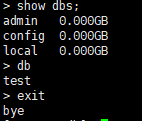 > show dbs;
admin   0.000GB
config  0.000GB
local   0.000GB
> db
test
> exit
bye